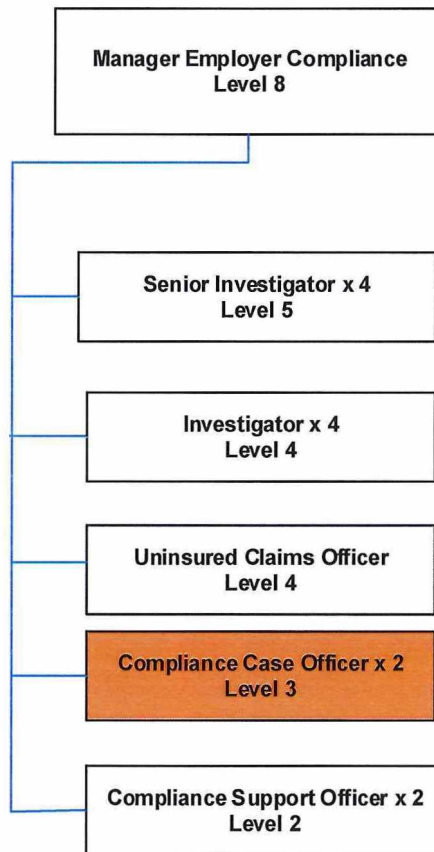 Manager Employer Compliance
Level 8
Senior Investigator x 4
Level 5
Investigator x 4
Level 4
Uninsured Claims Officer
Level 4
Compliance Case Officer x 2
Level 3
Compliance Support Officer x 2
Level 2